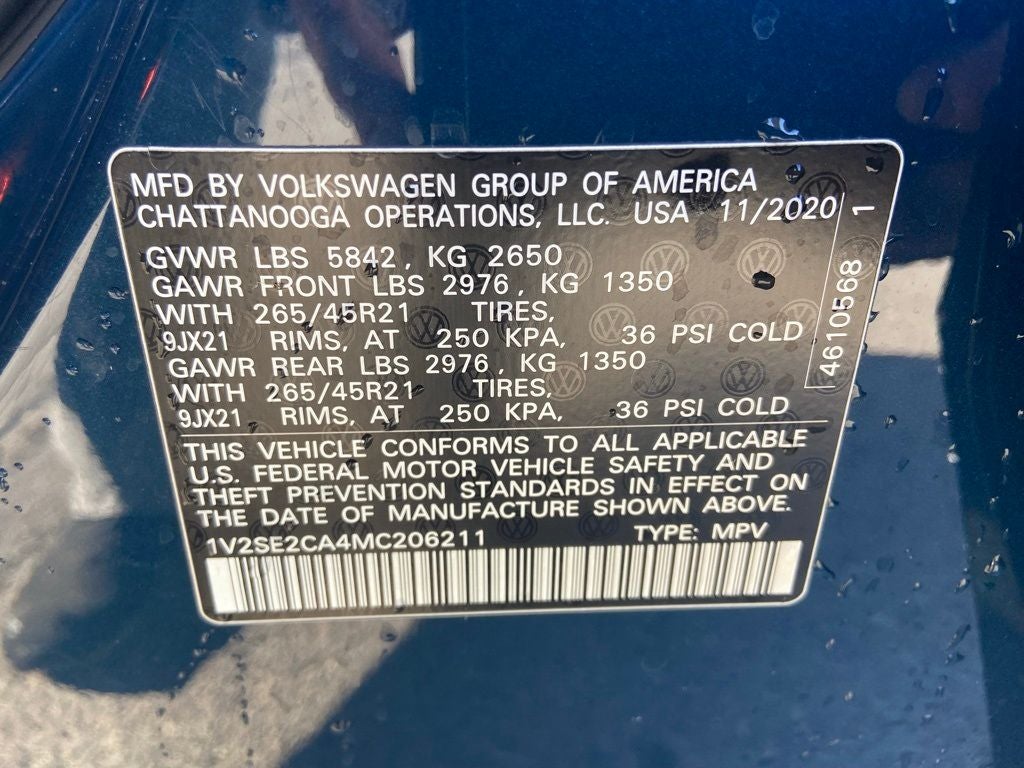 MFD BY VOLKSWAGEN GROUP OF AMERICA
CHATTANOOGA OPERATIONS, LLC. USA 11/2020
GVWR LBS 5842, KG 2650
GAWR FRONT LBS 2976, KG 1350
WITH 265/45R21 TIRES,
9JX21 RIMS, AT 250 KPA, 36 PSI COLD
GAWR REAR LBS 2976, KG 1350
WITH 265/45R21 TIRES,
9JX21 RIMS, AT 250 KPA, 36 PSI COLD
4610568 1
THIS VEHICLE CONFORMS TO ALL APPLICABLE
U.S. FEDERAL MOTOR VEHICLE SAFETY AND
THEFT PREVENTION STANDARDS IN EFFECT ON
THE DATE OF MANUFACTURE SHOWN ABOVE.
1V2SE2CA4MC206211 TYPE: MPV